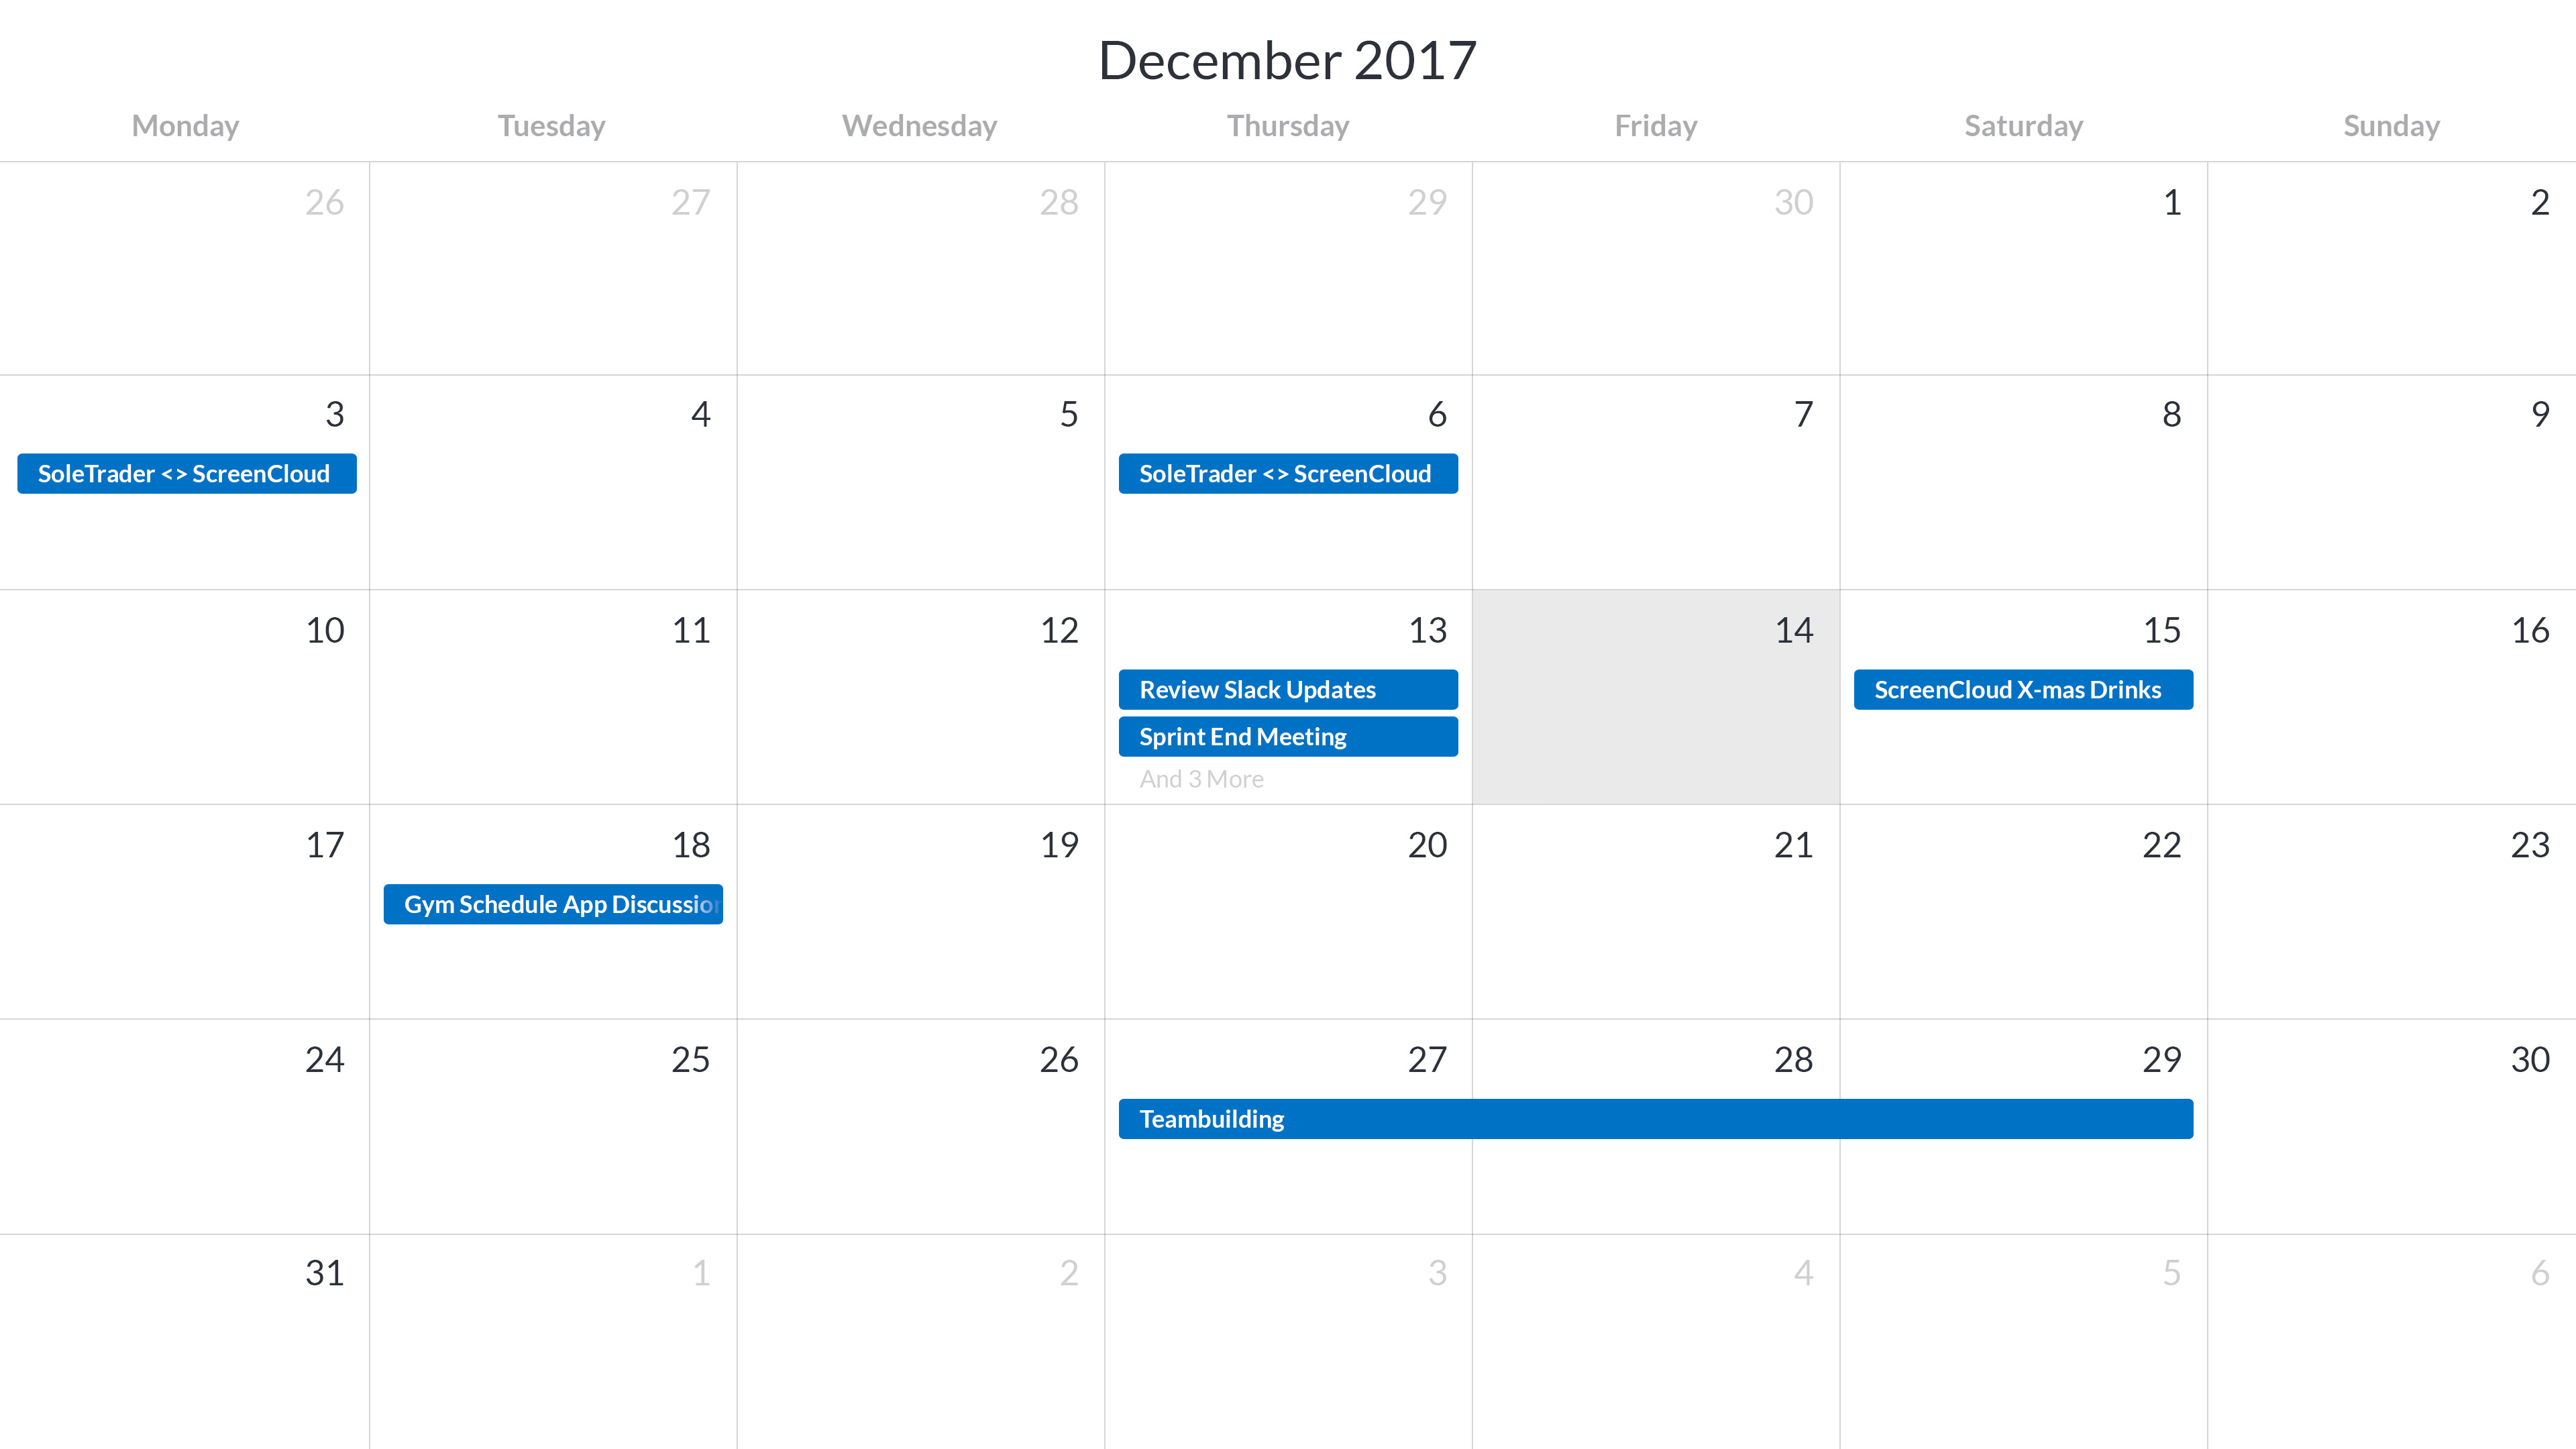 December 2017
Monday Tuesday Wednesday Thursday Friday Saturday Sunday
26 27 28 29 30 1 2
3 4 5 6 7 8 9
SoleTrader <> ScreenCloud SoleTrader <> ScreenCloud
10 11 12 13 14 15 16
Review Slack Updates ScreenCloud X-mas Drinks
Sprint End Meeting
And 3 More
17 18 19 20 21 22 23
Gym Schedule App Discussion
24 25 26 27 28 29 30
Teambuilding
31 1 2 3 4 5 6